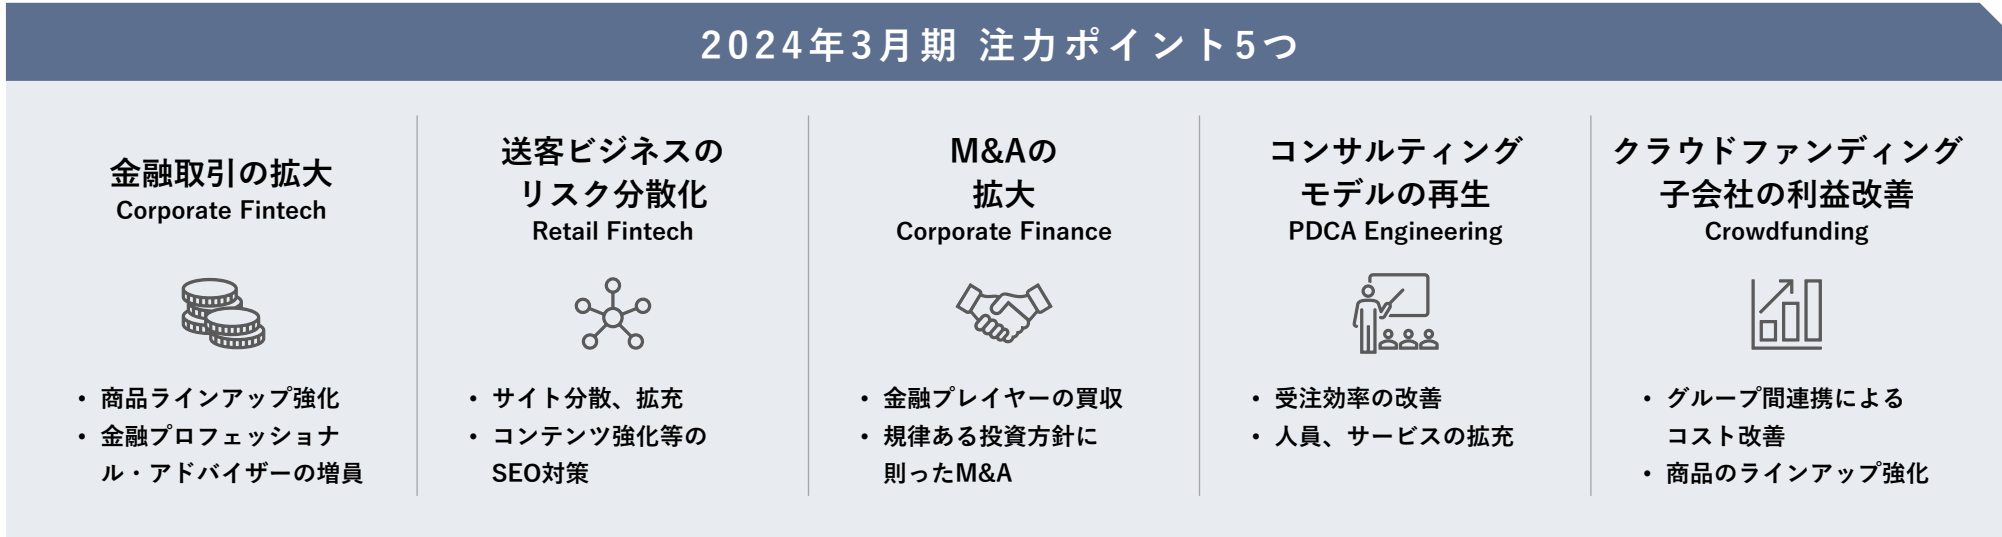 2024年3月期 注力ポイント5つ
金融取引の拡大
Corporate Fintech
• 商品ラインアップ強化
• 金融プロフェッショナ
ル・アドバイザーの増員
送客ビジネスの
リスク分散化
Retail Fintech
• サイト分散、拡充
• コンテンツ強化等の
SEO対策
M&Aの
拡大
Corporate Finance
• 金融プレイヤーの買収
• 規律ある投資方針に
則ったM&A
コンサルティング
モデルの再生
PDCA Engineering
• 受注効率の改善
• 人員、サービスの拡充
クラウドファンディング
子会社の利益改善
Crowdfunding
• グループ間連携による
コスト改善
• 商品のラインアップ強化